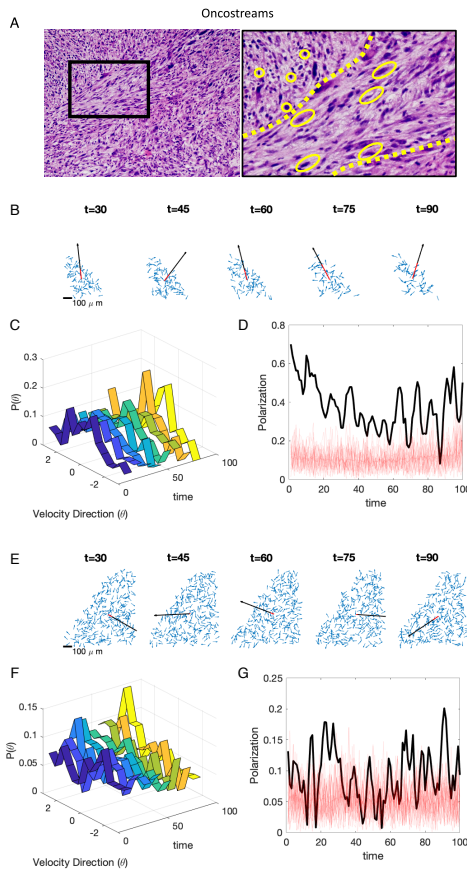 Oncostreams
A
B
t=30 t=45 t=60 t=75 t=90
100 μ m
C
P(θ)
0.3
0.2
0.1
0
2
0
-2
0
50
100
time
Velocity Direction (θ)
D
Polarization
0.8
0.6
0.4
0.2
0
0 20 40 60 80 100
time
E
t=30 t=45 t=60 t=75 t=90
100 μ m
F
P(θ)
0.15
0.1
0.05
0
2
0
-2
0
50
100
time
Velocity Direction (θ)
G
Polarization
0.25
0.2
0.15
0.1
0.05
0
0 20 40 60 80 100
time